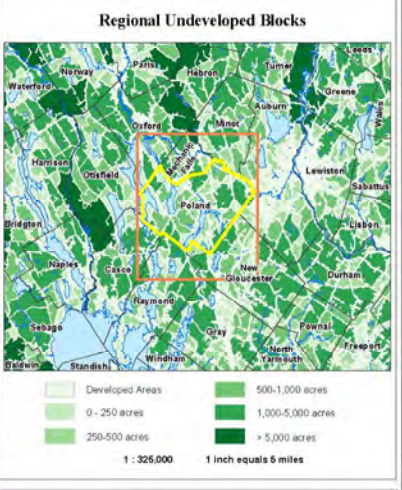 Regional Undeveloped Blocks
Leeds
Paris
Turner
Norway
Hebron
Waterford
Greene
Auburn
Wales
Oxford
Minot
Mechanic
Falls
Harrison
Otisfield
Lewiston
Sabattus
Poland
Bridgton
Lisbon
Naples
Casco
New
Gloucester
Durham
Raymond
Sebago
Gray
Pownal
Freeport
North
Yarmouth
Baldwin
Standish
Windham
Developed Areas
500-1,000 acres
0 - 250 acres
1,000-5,000 acres
250-500 acres
> 5,000 acres
1 : 325,000 1 inch equals 5 miles